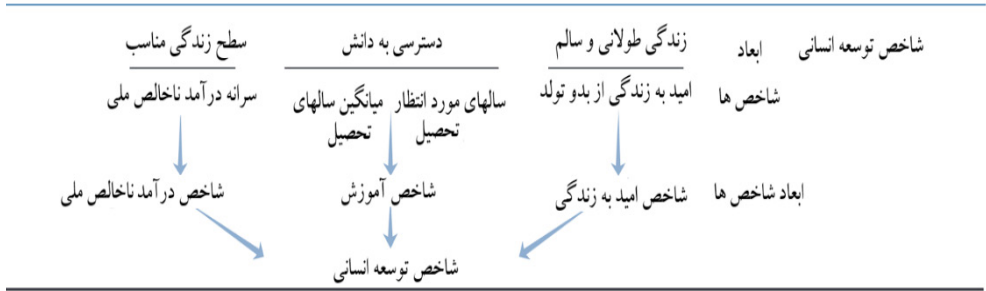 شاخص توسعه انسانی ابعاد زندگی طولانی و سالم دسترسی به دانش سطح زندگی مناسب
شاخص ها امید به زندگی از بدو تولد سالهای مورد انتظار تحصیل میانگین سالهای تحصیل سرانه درآمد ناخالص ملی
ابعاد شاخص ها شاخص امید به زندگی شاخص آموزش شاخص درآمد ناخالص ملی
شاخص توسعه انسانی